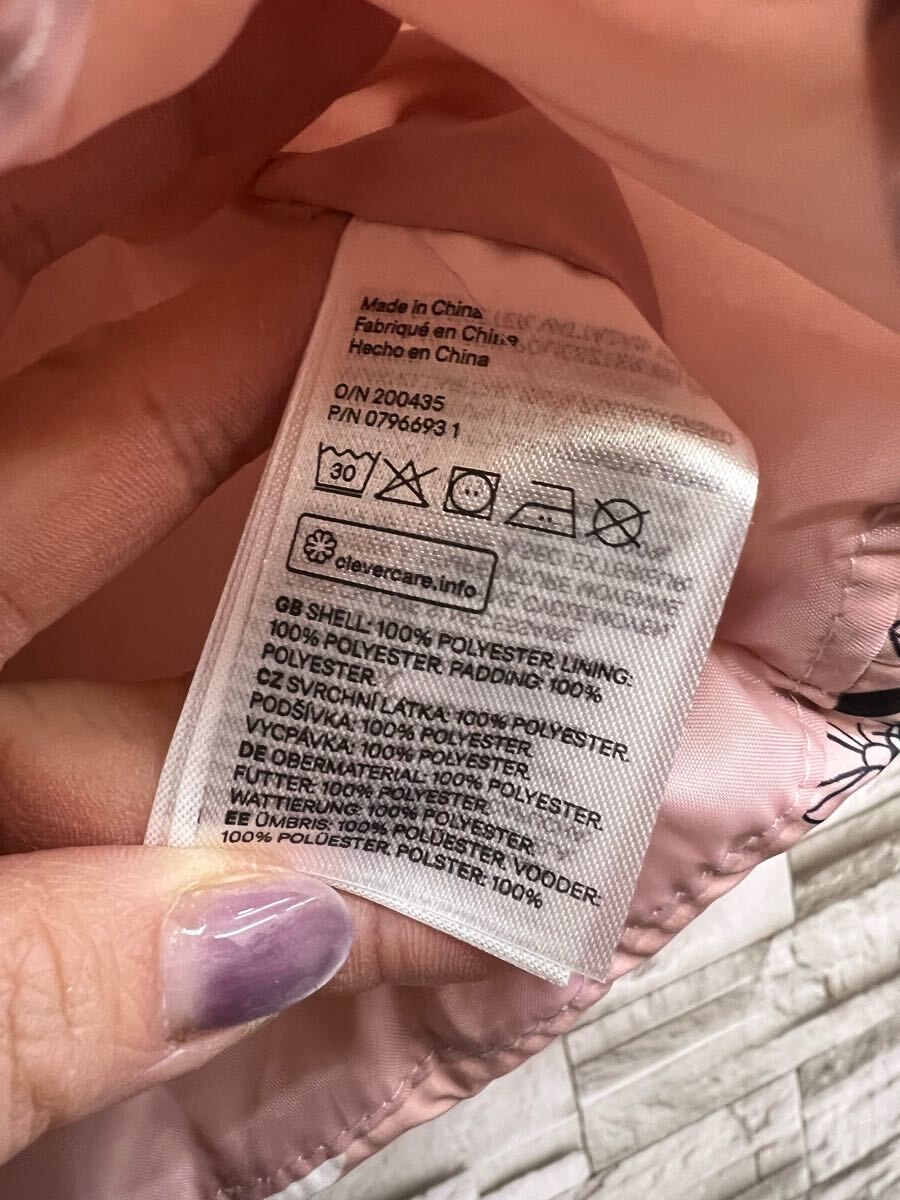 Made in China
Fabriqué en Chine
Hecho en China
O/N 200435
P/N 0796693 1
30
clevercare.info
GB SHELL: 100% POLYESTER. LINING:
100% POLYESTER. PADDING: 100%
POLYESTER.
CZ SVRCHNÍ LÁTKA: 100% POLYESTER.
PODŠÍVKA: 100% POLYESTER.
VYCPÁVKA: 100% POLYESTER.
DE OBERMATERIAL: 100% POLYESTER.
FUTTER: 100% POLYESTER.
WATTIERUNG: 100% POLYESTER.
EE ÜMBRIS: 100% POLÜESTER. VOODER:
100% POLÜESTER. POLSTER: 100%